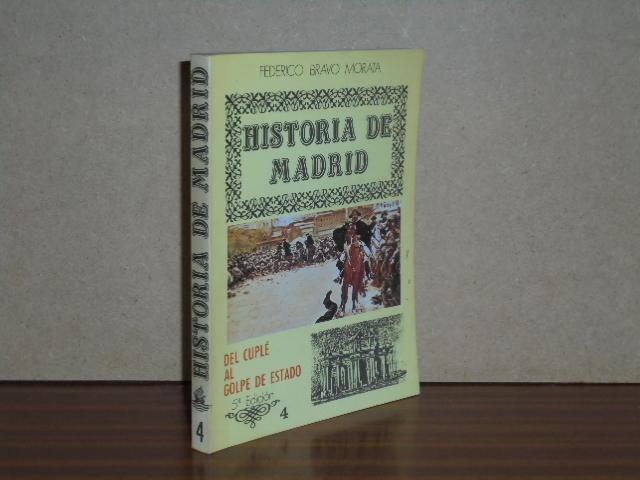 FEDERICO BRAVO MORATA
HISTORIA DE
MADRID
DEL CUPLÉ
AL
GOLPE DE ESTADO
5ª Edición
4
HISTORIA DE MADRID
4